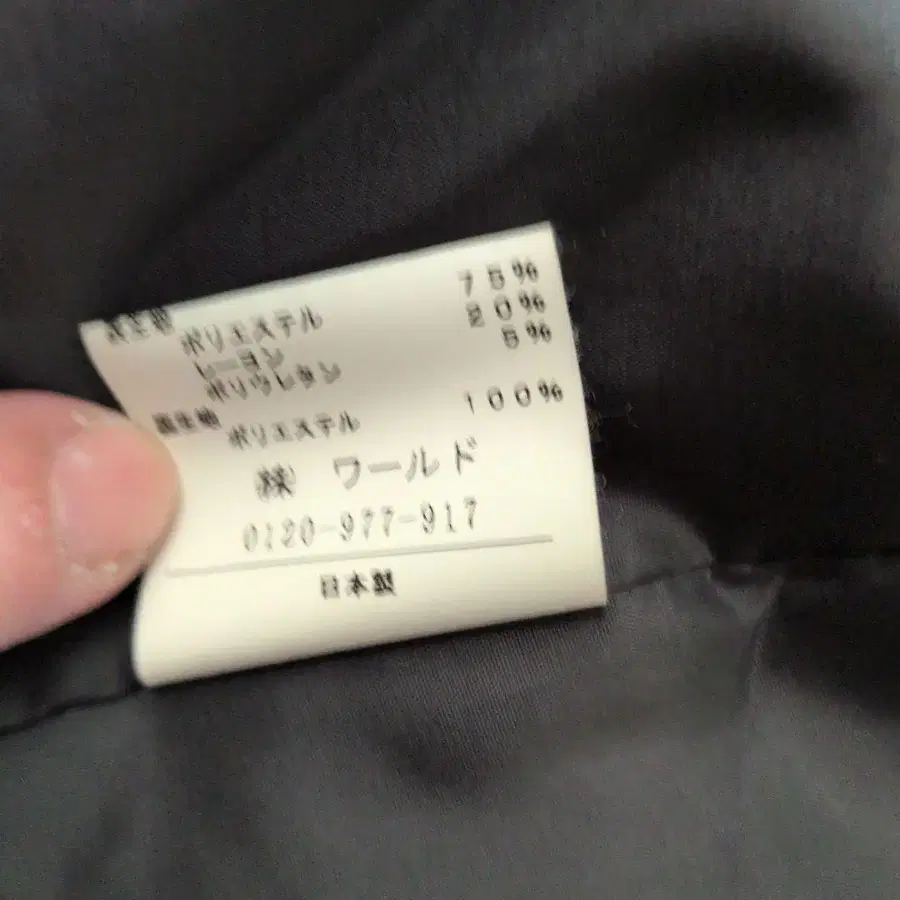 表生地
ポリエステル 75%
レーヨン 20%
ポリウレタン 5%
裏生地
ポリエステル 100%
㈱ ワールド
0120-977-917
日本製